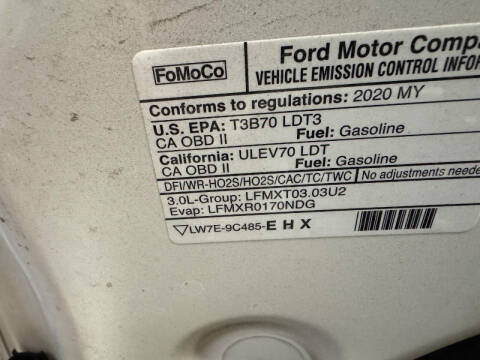 FoMoCo
Ford Motor Compa
VEHICLE EMISSION CONTROL INFOR
Conforms to regulations: 2020 MY
U.S. EPA: T3B70 LDT3
CA OBD II Fuel: Gasoline
California: ULEV70 LDT
CA OBD II Fuel: Gasoline
DFI/WR-HO2S/HO2S/CAC/TC/TWC No adjustments neede
3.0L-Group: LFMXT03.03U2
Evap: LFMXR0170NDG
LW7E-9C485-E H X